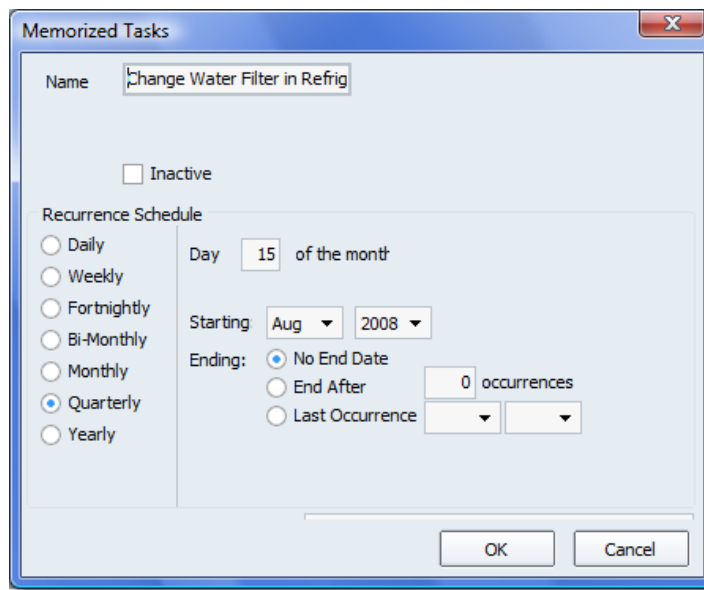 Memorized Tasks
Name Change Water Filter in Refrig
Inactive
Recurrence Schedule
Daily
Weekly
Fortnightly
Bi-Monthly
Monthly
Quarterly
Yearly
Day 15 of the month
Starting Aug 2008
Ending: No End Date
End After 0 occurrences
Last Occurrence
OK Cancel